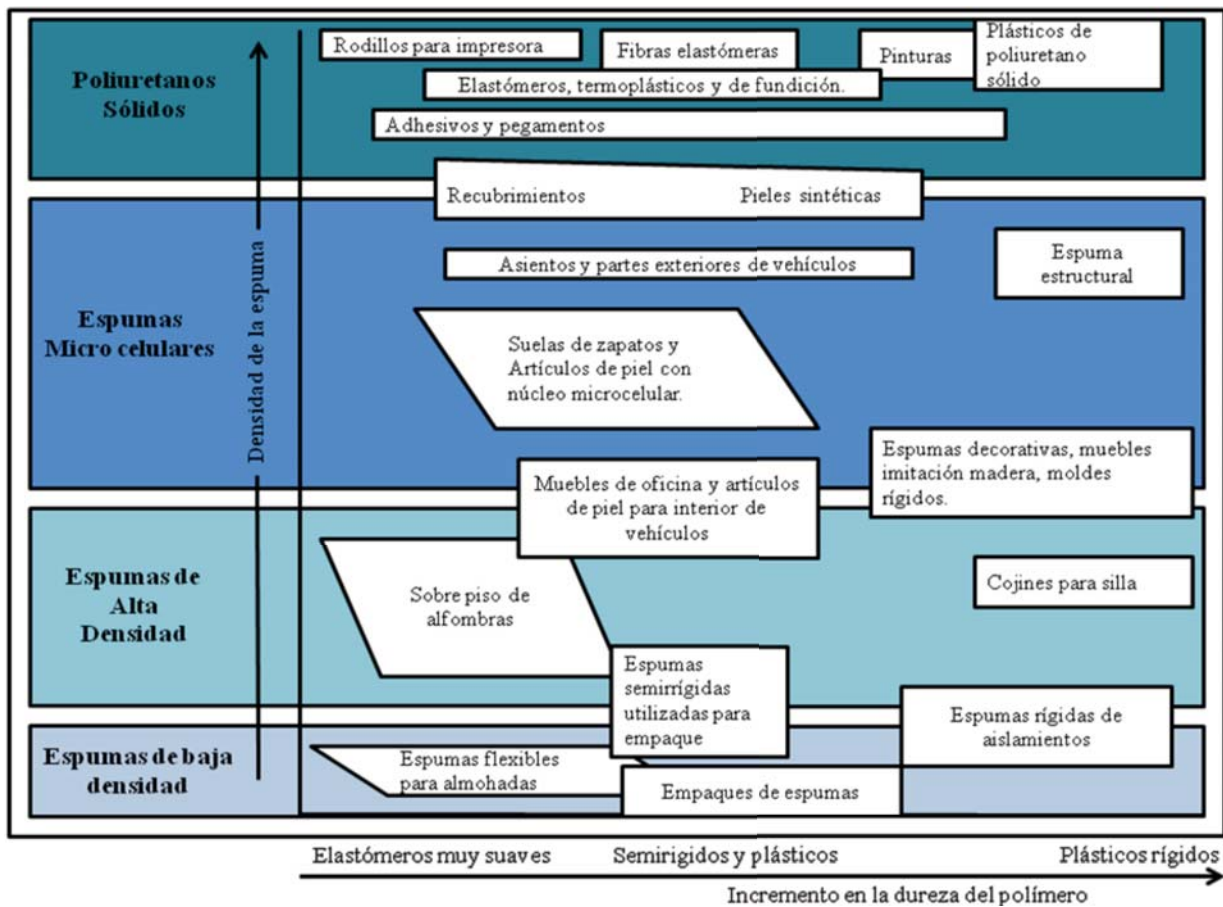 Poliuretanos
Sólidos
Rodillos para impresora
Fibras elastómeras
Pinturas
Plásticos de
poliuretano
sólido
Elastómeros, termoplásticos y de fundición.
Adhesivos y pegamentos
Recubrimientos
Pieles sintéticas
Densidad de la espuma
Espumas
Micro celulares
Asientos y partes exteriores de vehículos
Espuma
estructural
Suelas de zapatos y
Artículos de piel con
núcleo microcelular.
Espumas decorativas, muebles
imitación madera, moldes
rígidos.
Muebles de oficina y artículos
de piel para interior de
vehículos
Espumas de
Alta
Densidad
Sobre piso de
alfombras
Cojines para silla
Espumas
semirrígidas
utilizadas para
empaque
Espumas rígidas de
aislamientos
Espumas de baja
densidad
Espumas flexibles
para almohadas
Empaques de espumas
Elastómeros muy suaves
Semirigidos y plásticos
Plásticos rígidos
Incremento en la dureza del polímero